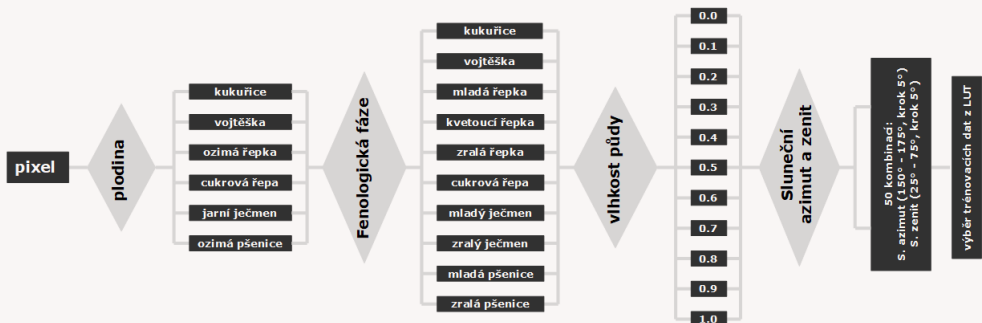 pixel
plodina
kukuřice
vojtěška
ozimá řepka
cukrová řepa
jarní ječmen
ozimá pšenice
Fenologická fáze
kukuřice
vojtěška
mladá řepka
kvetoucí řepka
zralá řepka
cukrová řepa
mladý ječmen
zralý ječmen
mladá pšenice
zralá pšenice
vlhkost půdy
0.0
0.1
0.2
0.3
0.4
0.5
0.6
0.7
0.8
0.9
1.0
Sluneční
azimut a zenit
50 kombinací:
S. azimut (150° - 175°, krok 5°)
S. zenit (25° - 75°, krok 5°)
výběr trénovacích dat z LUT